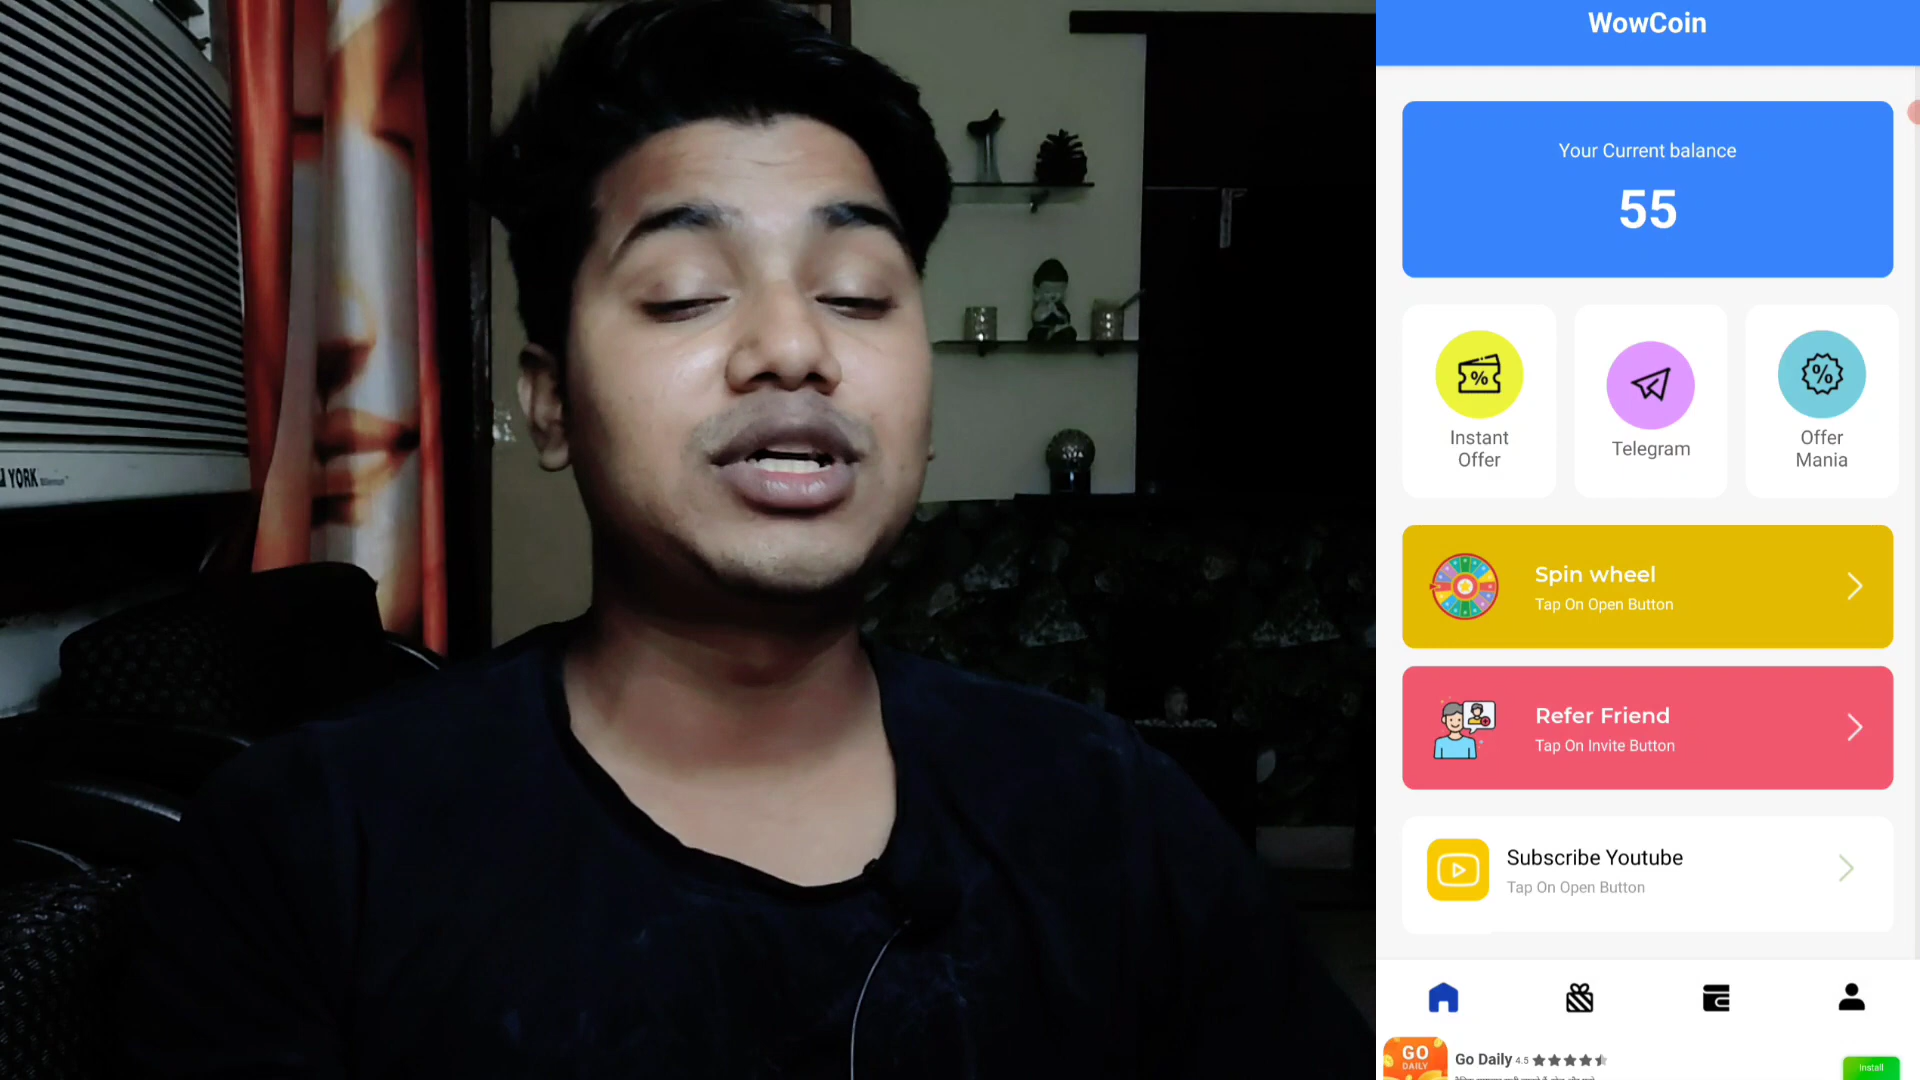 YORK
WowCoin
Your Current balance
55
Instant
Offer
Telegram
Offer
Mania
Spin wheel
Tap On Open Button
Refer Friend
Tap On Invite Button
Subscribe Youtube
Tap On Open Button
GO
DAILY
Go Daily 4.5
Install